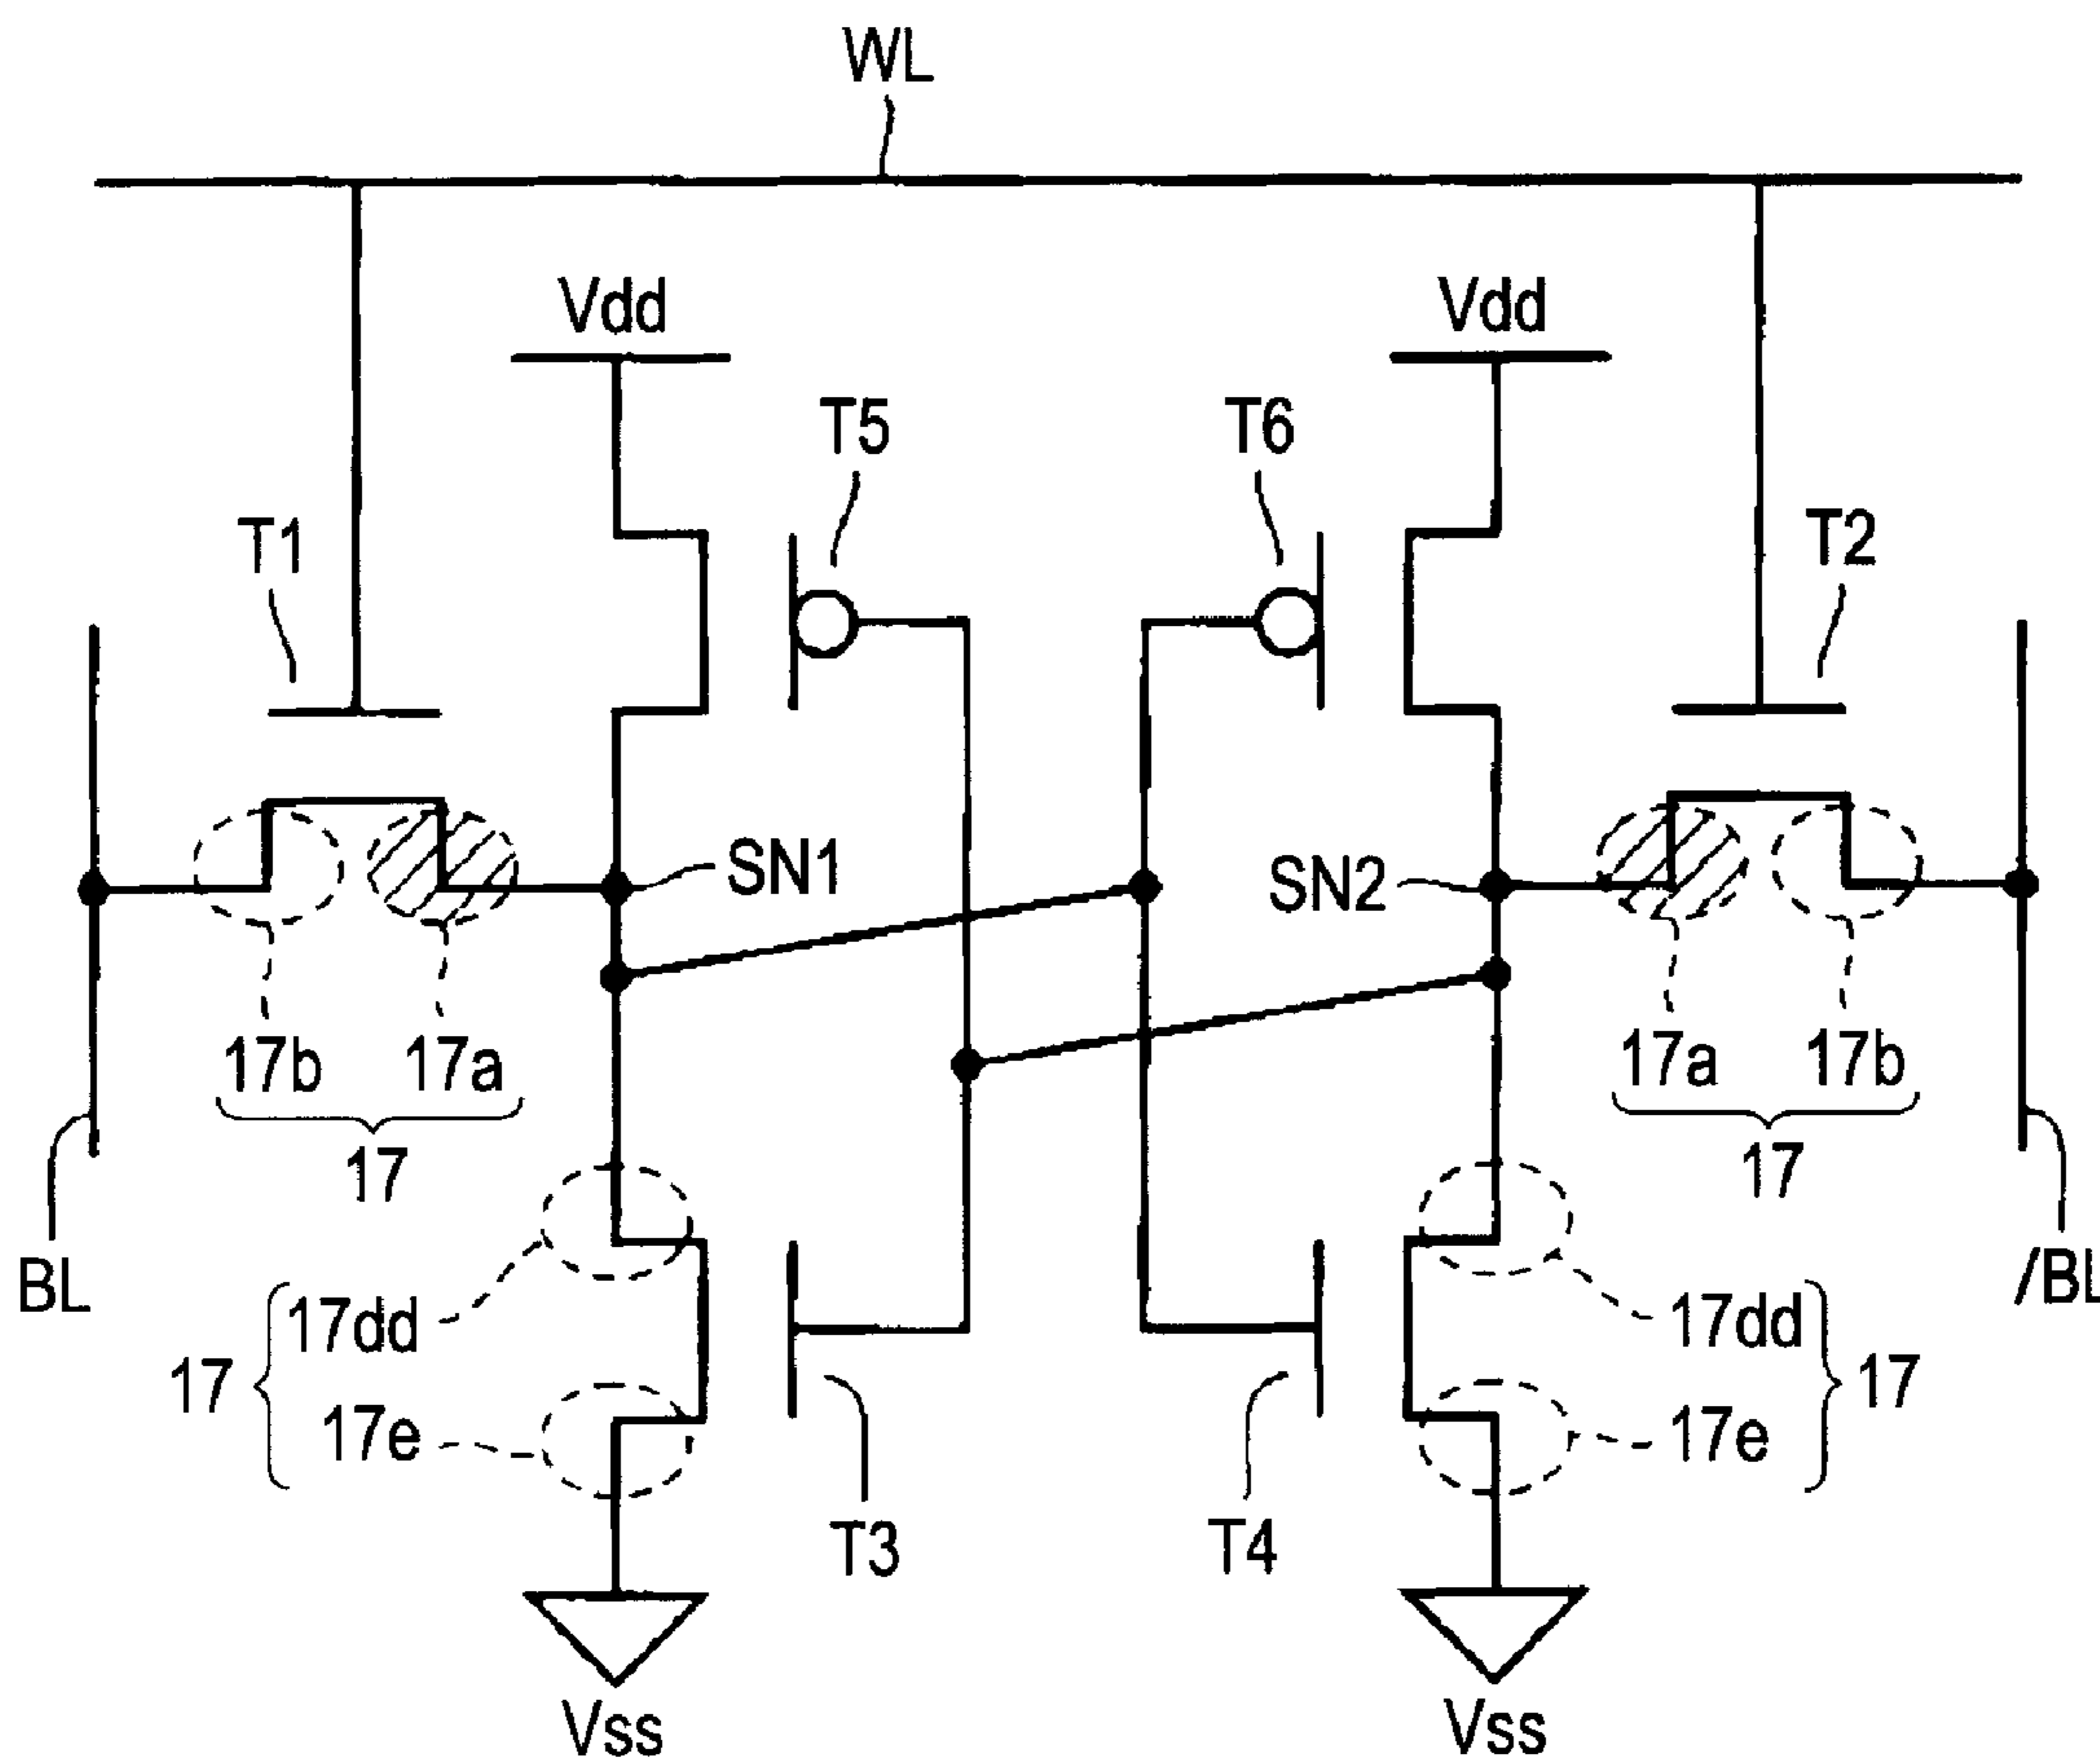 WL
Vdd Vdd
T5 T6
T1 T2
SN1 SN2
17b 17a 17a 17b
17 17
BL /BL
17dd 17dd
17 17
17e 17e
T3 T4
Vss Vss